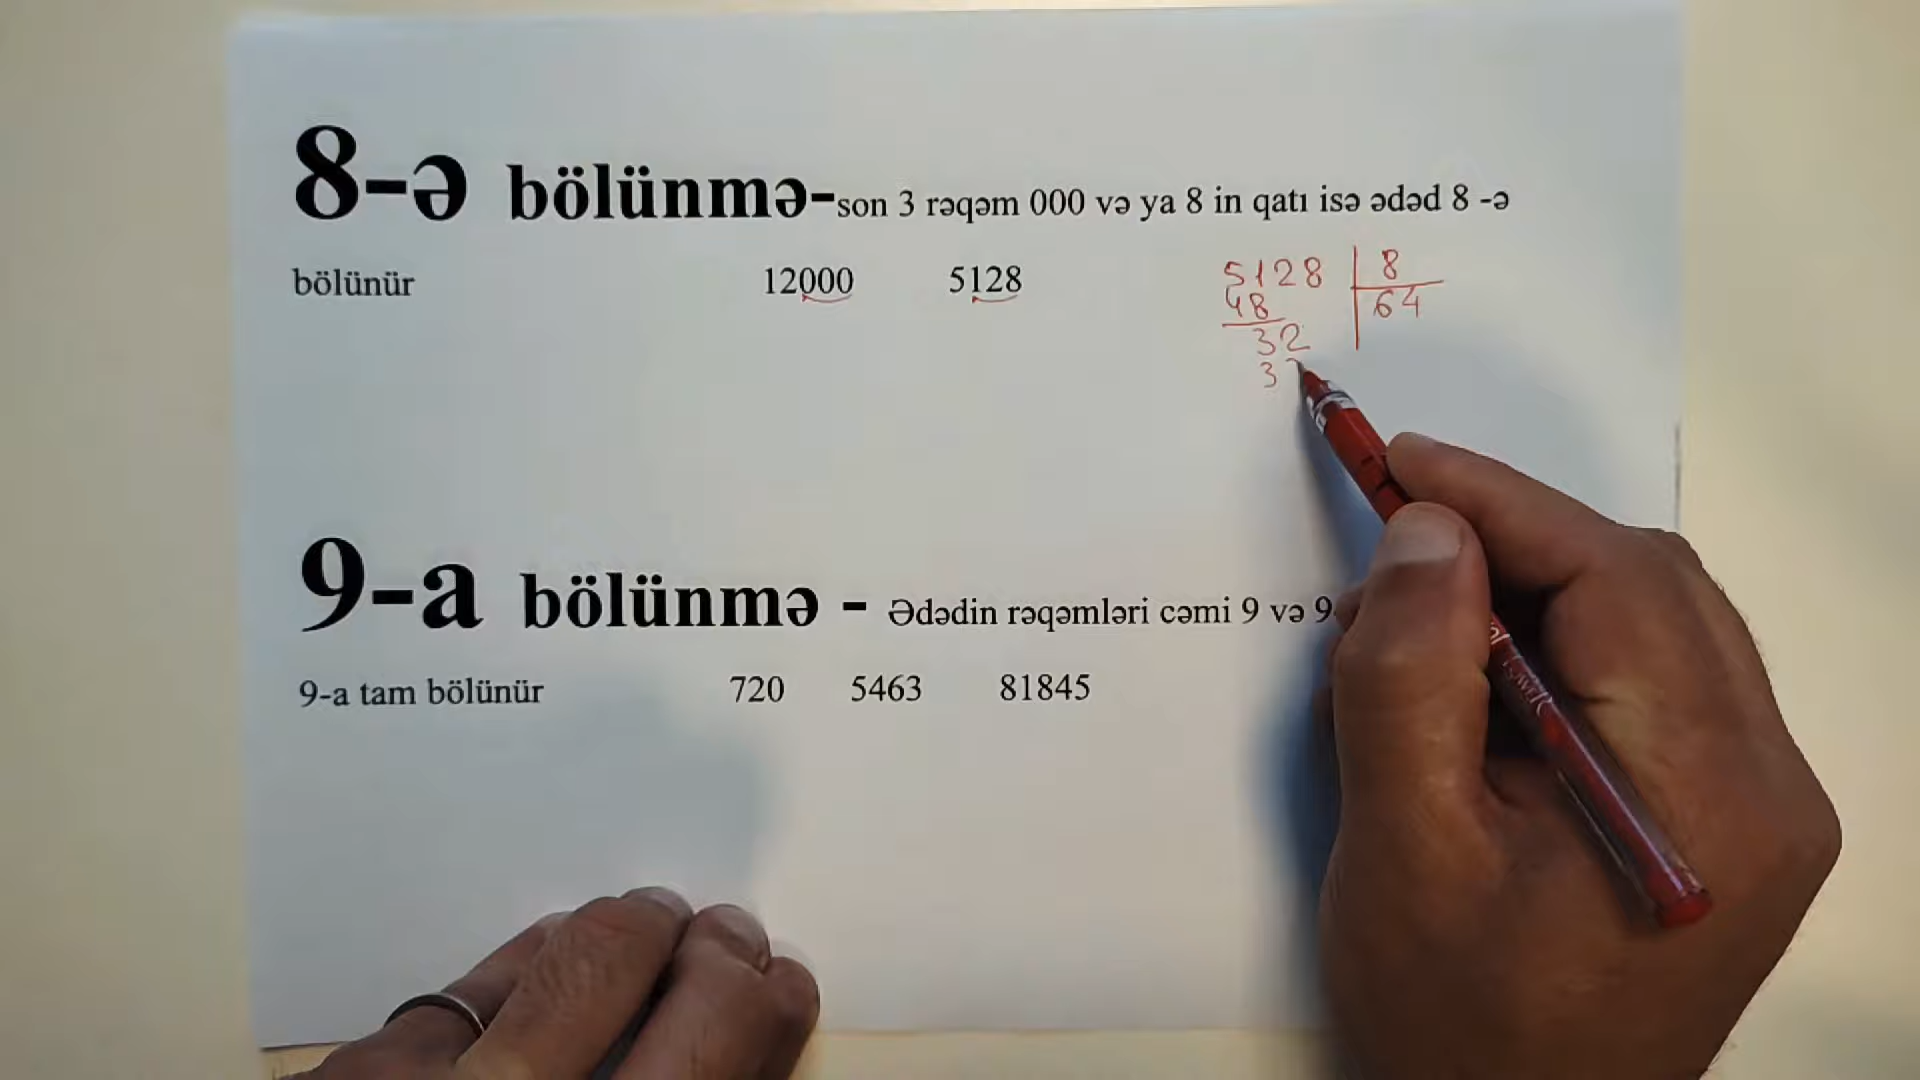 8-ə bölünmə-son 3 rəqəm 000 və ya 8 in qatı isə ədəd 8 -ə
bölünür 12000 5128
5128 8
48 64
32
3
9-a bölünmə - Ədədin rəqəmləri cəmi 9 və 9
9-a tam bölünür 720 5463 81845